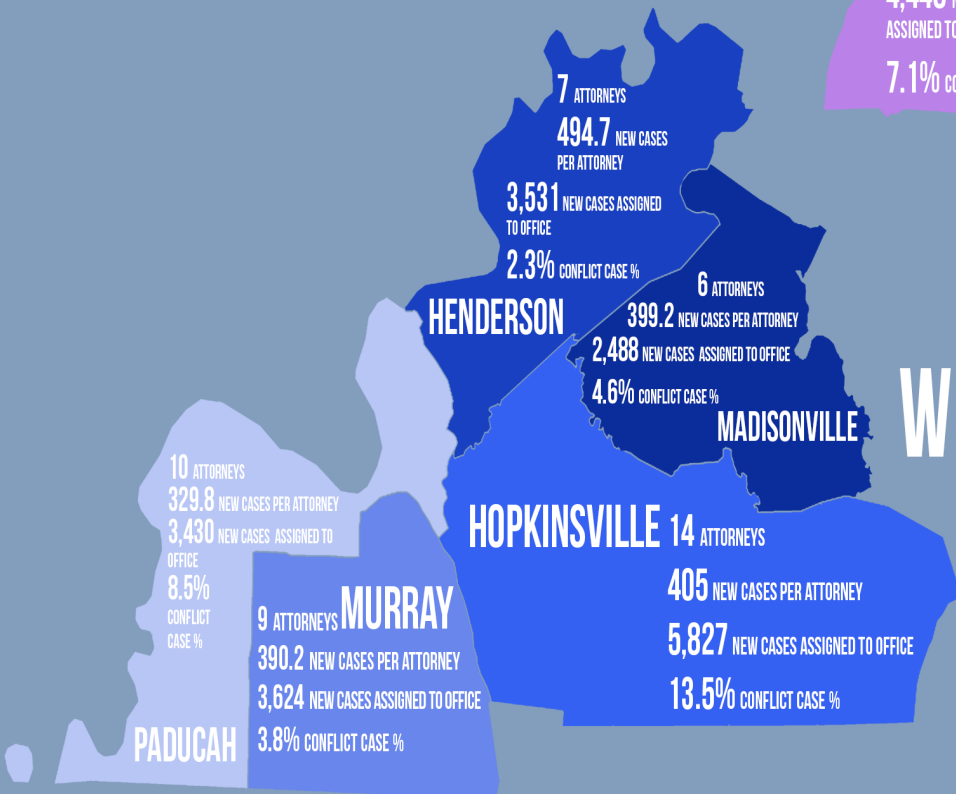 ASSIGNED TO
7.1%
7 ATTORNEYS
494.7 NEW CASES
PER ATTORNEY
3,531 NEW CASES ASSIGNED
TO OFFICE
2.3% CONFLICT CASE %
HENDERSON
6 ATTORNEYS
399.2 NEW CASES PER ATTORNEY
2,488 NEW CASES ASSIGNED TO OFFICE
4.6% CONFLICT CASE %
MADISONVILLE
W
HOPKINSVILLE
14 ATTORNEYS
405 NEW CASES PER ATTORNEY
5,827 NEW CASES ASSIGNED TO OFFICE
13.5% CONFLICT CASE %
10 ATTORNEYS
329.8 NEW CASES PER ATTORNEY
3,430 NEW CASES ASSIGNED TO
OFFICE
8.5%
CONFLICT
CASE %
PADUCAH
MURRAY
9 ATTORNEYS
390.2 NEW CASES PER ATTORNEY
3,624 NEW CASES ASSIGNED TO OFFICE
3.8% CONFLICT CASE %